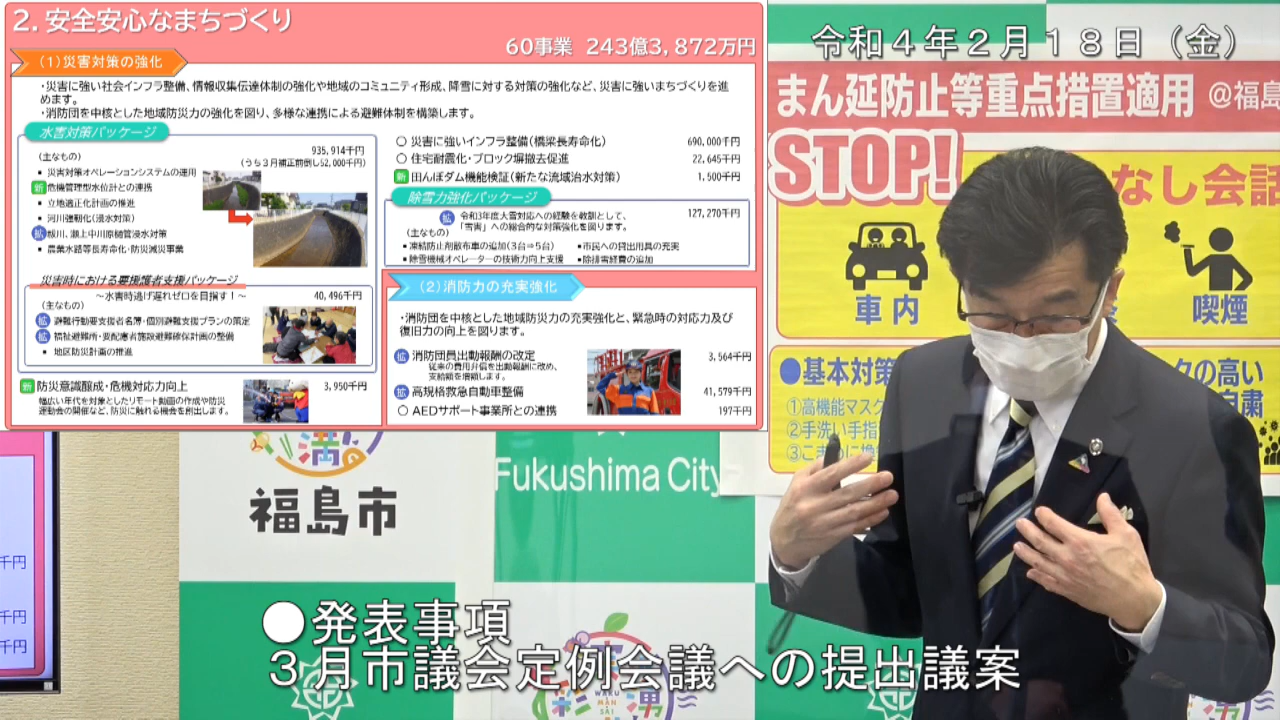 2. 安全安心なまちづくり
60事業 243億3,872万円
(1)災害対策の強化
・災害に強い社会インフラ整備、情報収集伝達体制の強化や地域のコミュニティ形成、降雪に対する対策の強化など、災害に強いまちづくりを進
めます。
・消防団を中核とした地域防災力の強化を図り、多様な連携による避難体制を構築します。
水害対策パッケージ
935,914千円
(うち3月補正前倒し52,000千円)
(主なもの)
▪ 災害対策オペレーションシステムの運用
新 危機管理型水位計との連携
▪ 立地適正化計画の推進
▪ 河川強靭化(浸水対策)
拡 祓川、瀬上中川原樋管浸水対策
▪ 農業水路等長寿命化・防災減災事業
災害時における要援護者支援パッケージ
～水害時逃げ遅れゼロを目指す！～
40,496千円
(主なもの)
拡 避難行動要支援者名簿・個別避難支援プランの策定
拡 福祉避難所・要配慮者施設避難確保計画の整備
▪ 地区防災計画の推進
新 防災意識醸成・危機対応力向上
3,950千円
幅広い年代を対象としたリモート動画の作成や防災
運動会の開催など、防災に触れる機会を創出します。
○ 災害に強いインフラ整備(橋梁長寿命化)
690,000千円
○ 住宅耐震化・ブロック塀撤去促進
22,645千円
新 田んぼダム機能検証(新たな流域治水対策)
1,500千円
除雪力強化パッケージ
拡 令和3年度大雪対応への経験を教訓として、
「雪害」への総合的な対策強化を図ります。
127,270千円
(主なもの)
▪凍結防止剤散布車の追加(3台⇒5台)
▪市民への貸出用具の充実
▪除雪機械オペレーターの技術力向上支援
▪除排雪経費の追加
(2)消防力の充実強化
・消防団を中核とした地域防災力の充実強化と、緊急時の対応力及び
復旧力の向上を図ります。
拡 消防団員出動報酬の改定
3,564千円
従来の費用弁償を出動報酬に改め、
支給額を増額します。
拡 高規格救急自動車整備
41,579千円
○ AEDサポート事業所との連携
197千円
令和４年２月１８日（金）
まん延防止等重点措置適用 @福島
STOP!
なし会話
車内
喫煙
●基本対策
クの高い
自粛
①高機能マスク
②手洗い手指
③こまめに換
福島市
Fukushima City
千円
千円
千円
●発表事項
３月市議会定例会議への提出議案